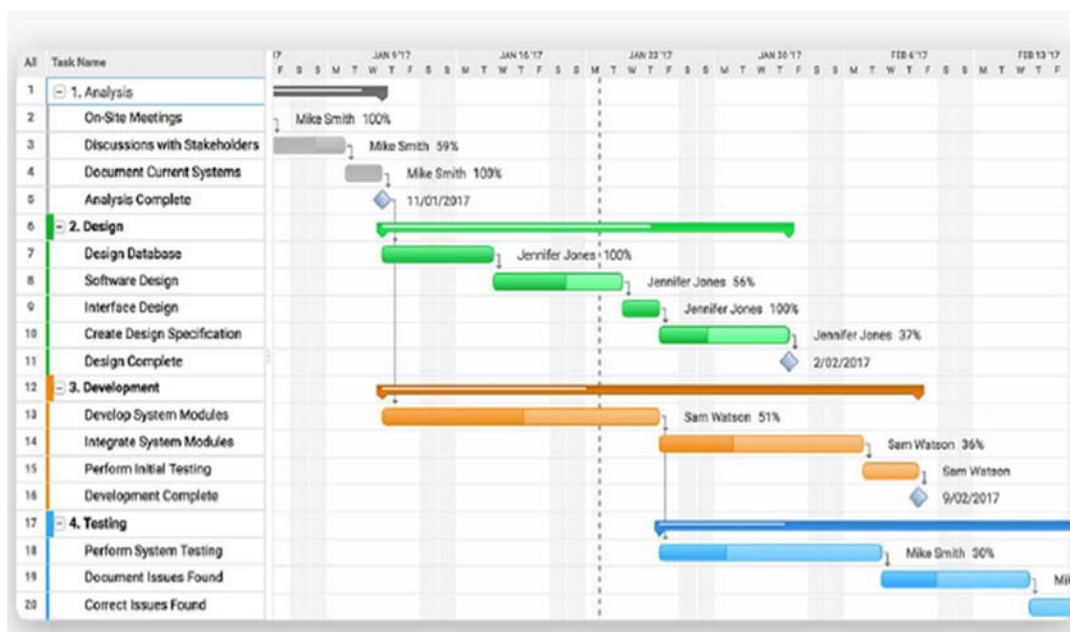 17 JAN 9 '17 JAN 16 '17 JAN 23 '17 JAN 30 '17 FEB 6 '17 FEB 13 '17
All Task Name F S S M T W T F S S M T W T F S S M T W T F S S M T W T F S S M T W T F S S M T W T F
1 1. Analysis
2 On-Site Meetings Mike Smith 100%
3 Discussions with Stakeholders Mike Smith 59%
4 Document Current Systems Mike Smith 100%
5 Analysis Complete 11/01/2017
6 2. Design
7 Design Database Jennifer Jones 100%
8 Software Design Jennifer Jones 56%
9 Interface Design Jennifer Jones 100%
10 Create Design Specification Jennifer Jones 37%
11 Design Complete 2/02/2017
12 3. Development
13 Develop System Modules Sam Watson 51%
14 Integrate System Modules Sam Watson 36%
15 Perform Initial Testing Sam Watson
16 Development Complete 9/02/2017
17 4. Testing
18 Perform System Testing Mike Smith 30%
19 Document Issues Found
20 Correct Issues Found